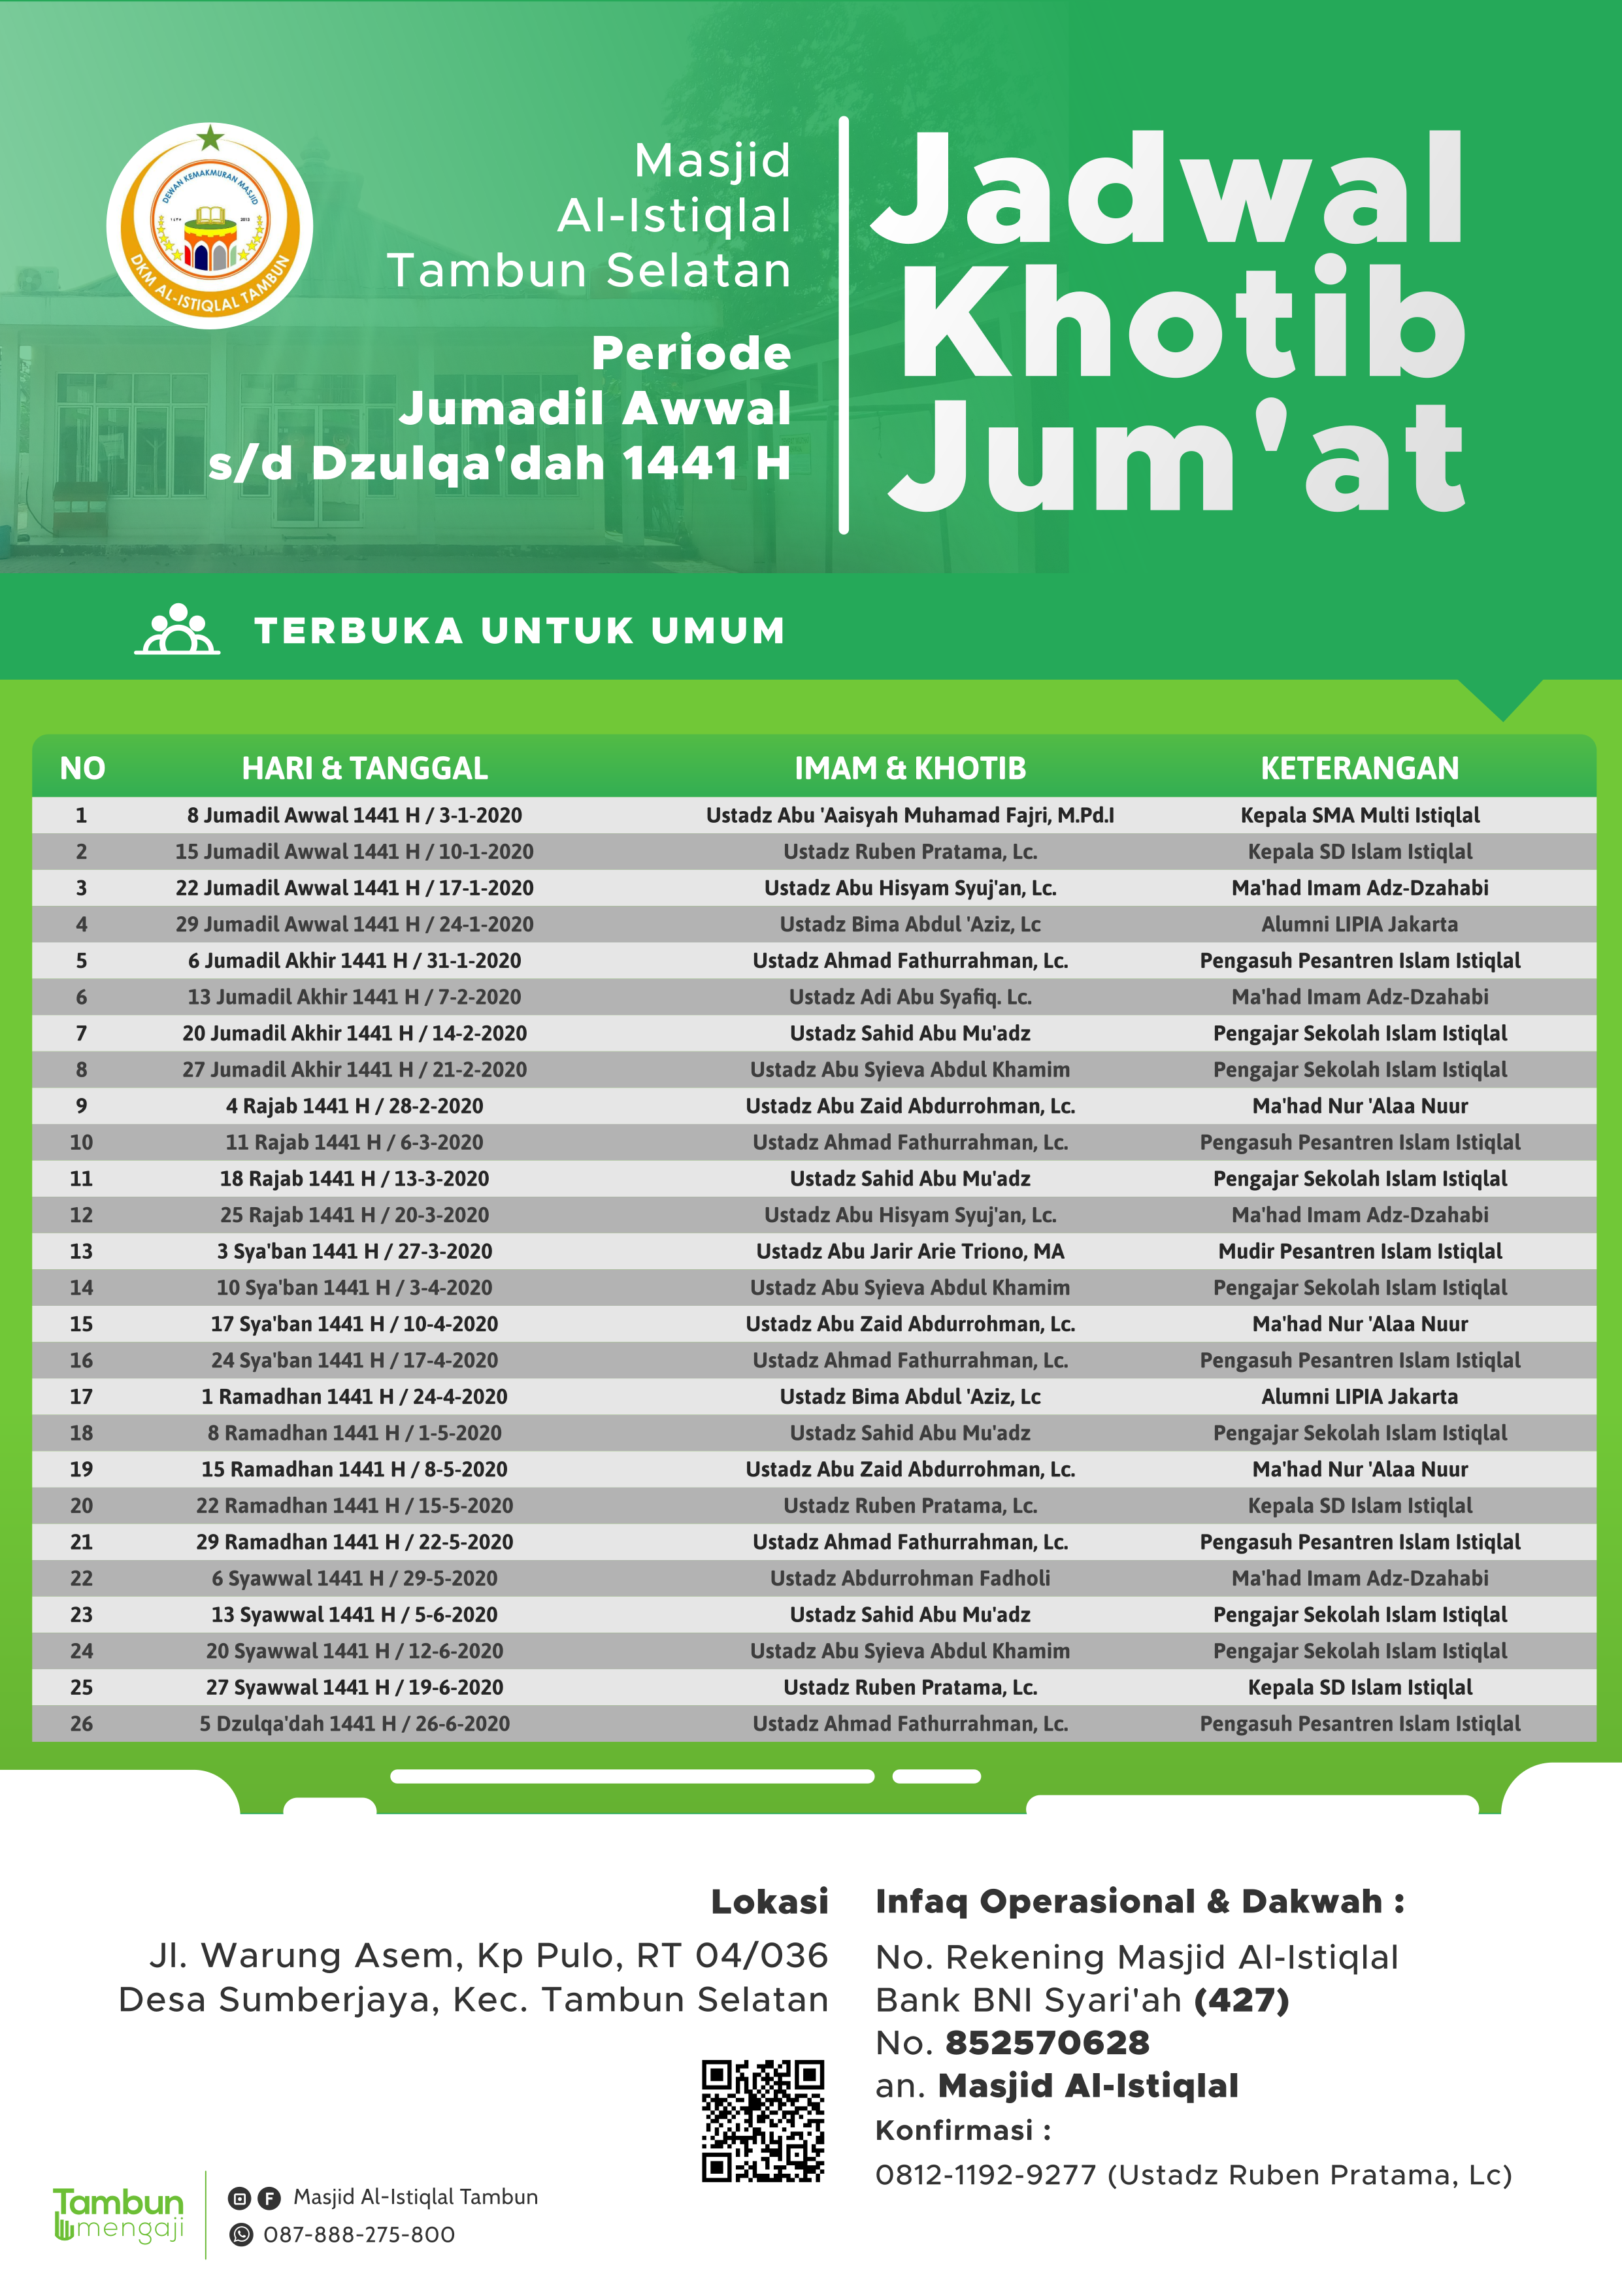 DEWAN KEMAKMURAN MASJID
DKM AL-ISTIQLAL TAMBUN
Masjid
Al-Istiqlal
Tambun Selatan
Periode
Jumadil Awwal
s/d Dzulqa'dah 1441 H
Jadwal
Khotib
Jum'at
TERBUKA UNTUK UMUM
NO HARI & TANGGAL IMAM & KHOTIB KETERANGAN
1 8 Jumadil Awwal 1441 H / 3-1-2020 Ustadz Abu 'Aaisyah Muhamad Fajri, M.Pd.I Kepala SMA Multi Istiqlal
2 15 Jumadil Awwal 1441 H / 10-1-2020 Ustadz Ruben Pratama, Lc. Kepala SD Islam Istiqlal
3 22 Jumadil Awwal 1441 H / 17-1-2020 Ustadz Abu Hisyam Syuj'an, Lc. Ma'had Imam Adz-Dzahabi
4 29 Jumadil Awwal 1441 H / 24-1-2020 Ustadz Bima Abdul 'Aziz, Lc Alumni LIPIA Jakarta
5 6 Jumadil Akhir 1441 H / 31-1-2020 Ustadz Ahmad Fathurrahman, Lc. Pengasuh Pesantren Islam Istiqlal
6 13 Jumadil Akhir 1441 H / 7-2-2020 Ustadz Adi Abu Syafiq. Lc. Ma'had Imam Adz-Dzahabi
7 20 Jumadil Akhir 1441 H / 14-2-2020 Ustadz Sahid Abu Mu'adz Pengajar Sekolah Islam Istiqlal
8 27 Jumadil Akhir 1441 H / 21-2-2020 Ustadz Abu Syieva Abdul Khamim Pengajar Sekolah Islam Istiqlal
9 4 Rajab 1441 H / 28-2-2020 Ustadz Abu Zaid Abdurrohman, Lc. Ma'had Nur 'Alaa Nuur
10 11 Rajab 1441 H / 6-3-2020 Ustadz Ahmad Fathurrahman, Lc. Pengasuh Pesantren Islam Istiqlal
11 18 Rajab 1441 H / 13-3-2020 Ustadz Sahid Abu Mu'adz Pengajar Sekolah Islam Istiqlal
12 25 Rajab 1441 H / 20-3-2020 Ustadz Abu Hisyam Syuj'an, Lc. Ma'had Imam Adz-Dzahabi
13 3 Sya'ban 1441 H / 27-3-2020 Ustadz Abu Jarir Arie Triono, MA Mudir Pesantren Islam Istiqlal
14 10 Sya'ban 1441 H / 3-4-2020 Ustadz Abu Syieva Abdul Khamim Pengajar Sekolah Islam Istiqlal
15 17 Sya'ban 1441 H / 10-4-2020 Ustadz Abu Zaid Abdurrohman, Lc. Ma'had Nur 'Alaa Nuur
16 24 Sya'ban 1441 H / 17-4-2020 Ustadz Ahmad Fathurrahman, Lc. Pengasuh Pesantren Islam Istiqlal
17 1 Ramadhan 1441 H / 24-4-2020 Ustadz Bima Abdul 'Aziz, Lc Alumni LIPIA Jakarta
18 8 Ramadhan 1441 H / 1-5-2020 Ustadz Sahid Abu Mu'adz Pengajar Sekolah Islam Istiqlal
19 15 Ramadhan 1441 H / 8-5-2020 Ustadz Abu Zaid Abdurrohman, Lc. Ma'had Nur 'Alaa Nuur
20 22 Ramadhan 1441 H / 15-5-2020 Ustadz Ruben Pratama, Lc. Kepala SD Islam Istiqlal
21 29 Ramadhan 1441 H / 22-5-2020 Ustadz Ahmad Fathurrahman, Lc. Pengasuh Pesantren Islam Istiqlal
22 6 Syawwal 1441 H / 29-5-2020 Ustadz Abdurrohman Fadholi Ma'had Imam Adz-Dzahabi
23 13 Syawwal 1441 H / 5-6-2020 Ustadz Sahid Abu Mu'adz Pengajar Sekolah Islam Istiqlal
24 20 Syawwal 1441 H / 12-6-2020 Ustadz Abu Syieva Abdul Khamim Pengajar Sekolah Islam Istiqlal
25 27 Syawwal 1441 H / 19-6-2020 Ustadz Ruben Pratama, Lc. Kepala SD Islam Istiqlal
26 5 Dzulqa'dah 1441 H / 26-6-2020 Ustadz Ahmad Fathurrahman, Lc. Pengasuh Pesantren Islam Istiqlal
Lokasi
Jl. Warung Asem, Kp Pulo, RT 04/036
Desa Sumberjaya, Kec. Tambun Selatan
Infaq Operasional & Dakwah :
No. Rekening Masjid Al-Istiqlal
Bank BNI Syari'ah (427)
No. 852570628
an. Masjid Al-Istiqlal
Konfirmasi :
0812-1192-9277 (Ustadz Ruben Pratama, Lc)
Tambun
mengaji
Masjid Al-Istiqlal Tambun
087-888-275-800